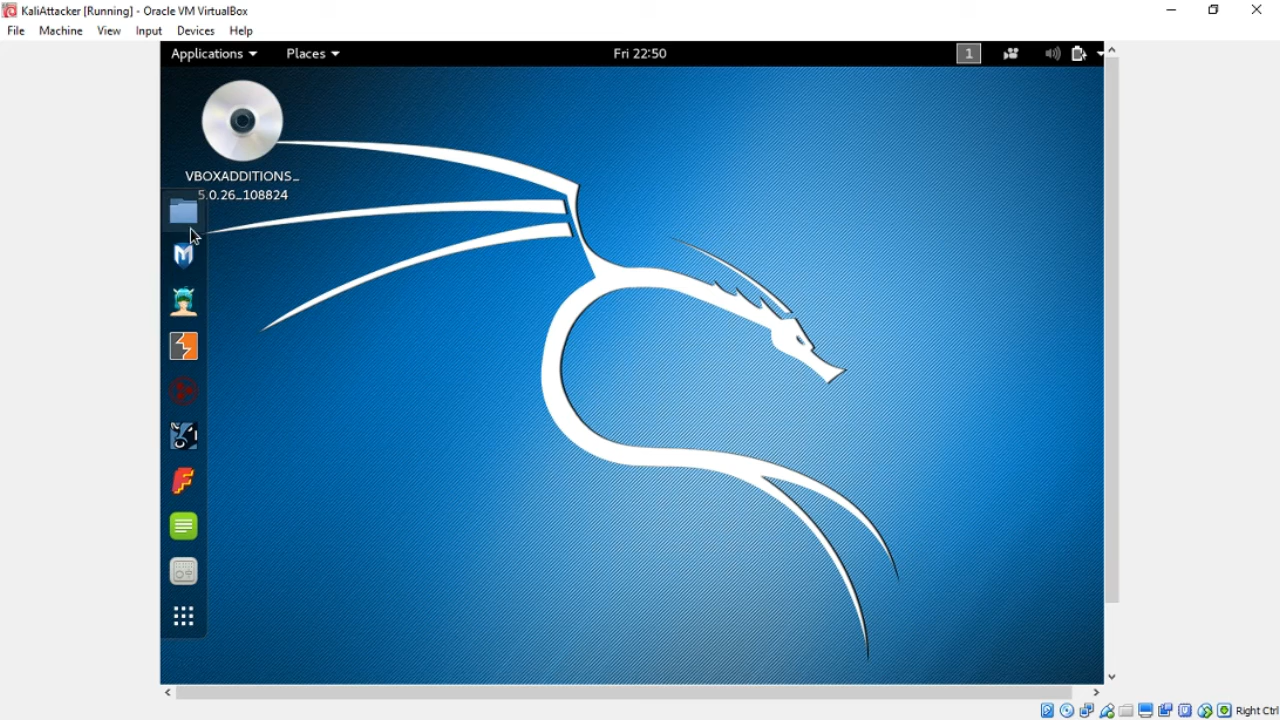 KaliAttacker [Running] - Oracle VM VirtualBox
File Machine View Input Devices Help
Applications Places Fri 22:50 1
VBOXADDITIONS_
5.0.26_108824
Right Ctrl